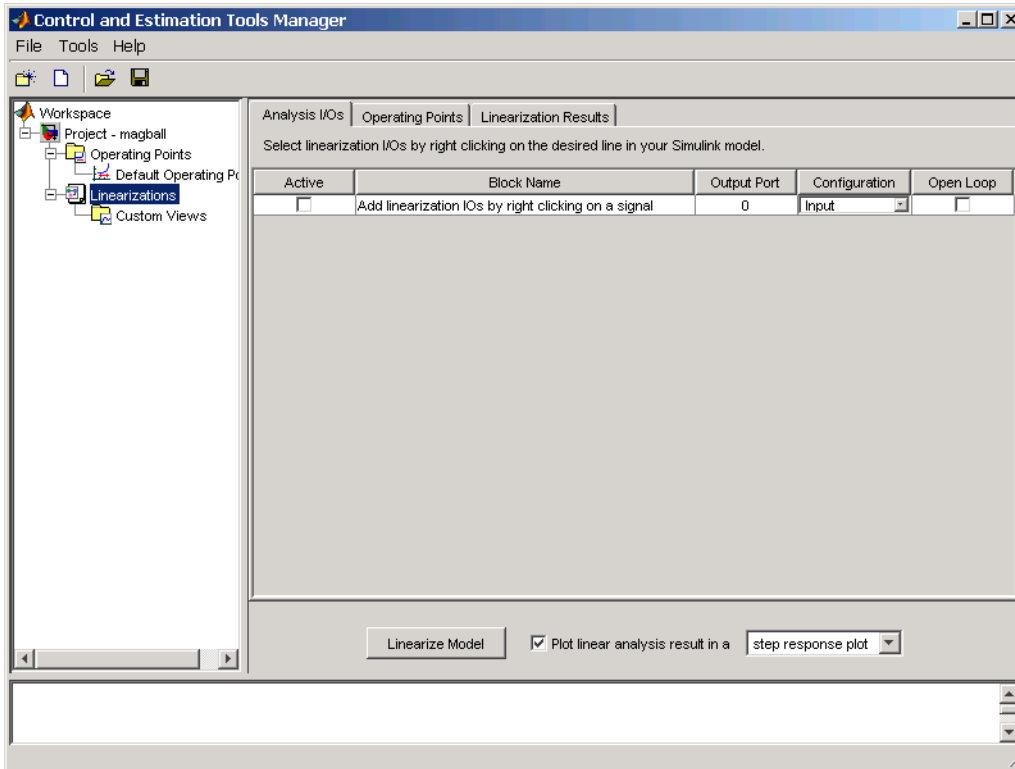 Control and Estimation Tools Manager
File Tools Help
Workspace
Project - magball
Operating Points
Default Operating Po
Linearizations
Custom Views
Analysis I/Os Operating Points Linearization Results
Select linearization I/Os by right clicking on the desired line in your Simulink model.
Active Block Name Output Port Configuration Open Loop
Add linearization IOs by right clicking on a signal 0 Input
Linearize Model Plot linear analysis result in a step response plot